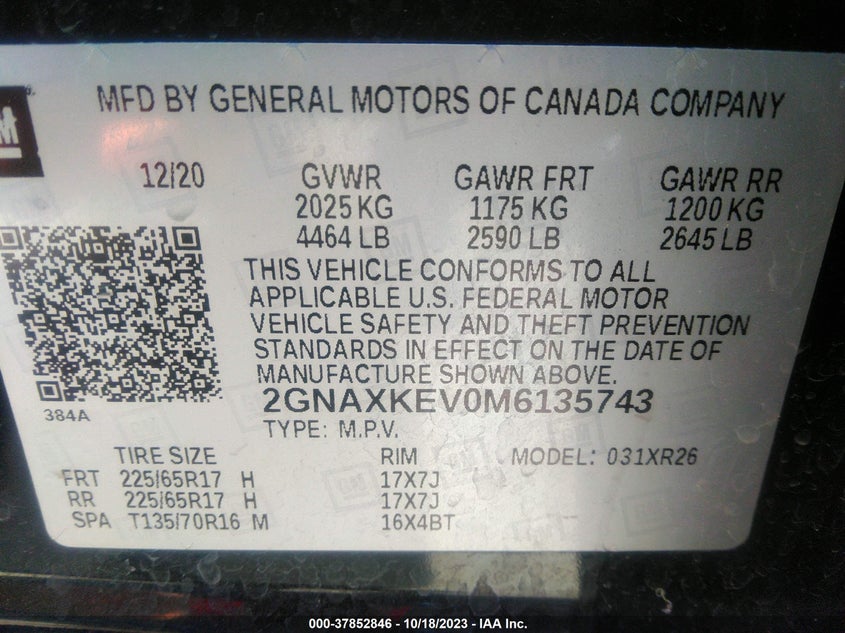 GM
MFD BY GENERAL MOTORS OF CANADA COMPANY
12/20 GVWR GAWR FRT GAWR RR
2025 KG 1175 KG 1200 KG
4464 LB 2590 LB 2645 LB
THIS VEHICLE CONFORMS TO ALL
APPLICABLE U.S. FEDERAL MOTOR
VEHICLE SAFETY AND THEFT PREVENTION
STANDARDS IN EFFECT ON THE DATE OF
MANUFACTURE SHOWN ABOVE.
384A
2GNAXKEV0M6135743
TYPE: M.P.V.
TIRE SIZE RIM MODEL: 031XR26
FRT 225/65R17 H 17X7J
RR 225/65R17 H 17X7J
SPA T135/70R16 M 16X4BT
000-37852846 - 10/18/2023 - IAA Inc.